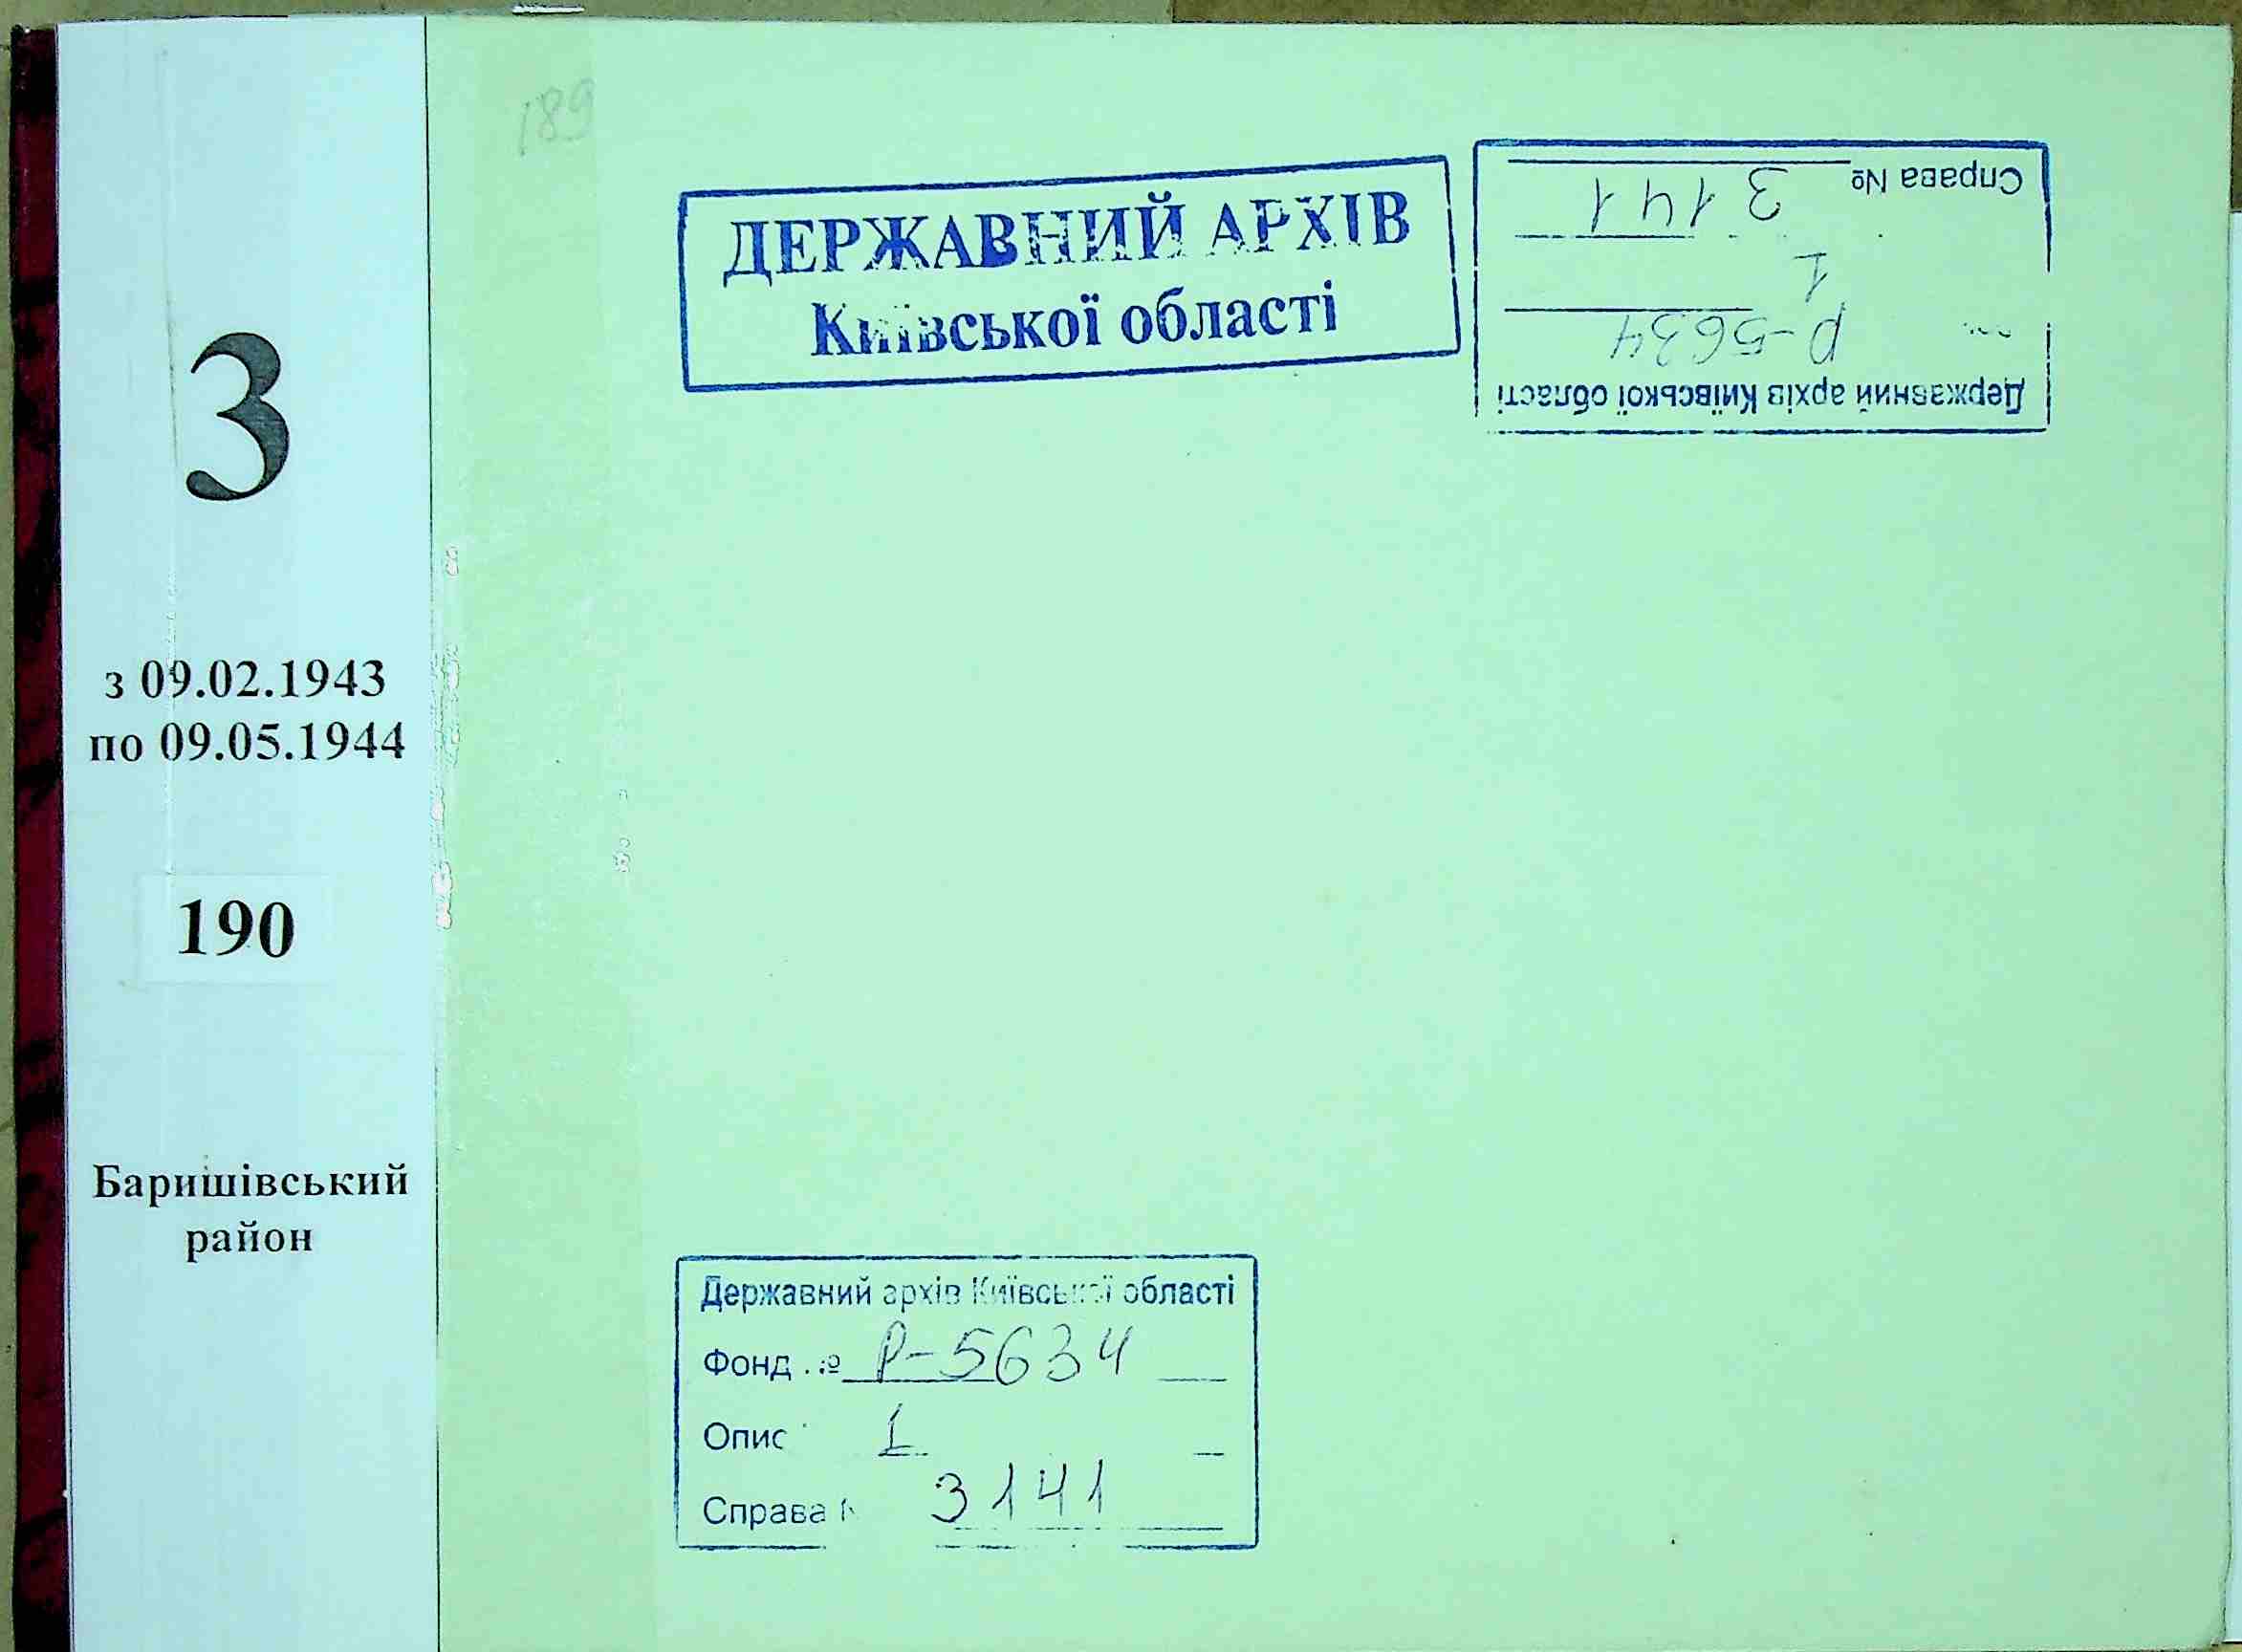 189
ДЕРЖАВНИЙ АРХІВ
Київської області
Державний архів Київської області
Р-5634
1
Справа № 3141
3
з 09.02.1943
по 09.05.1944
190
Баришівський
район
Державний архів Київської області
Фонд № Р-5634
Опис 1
Справа № 3141